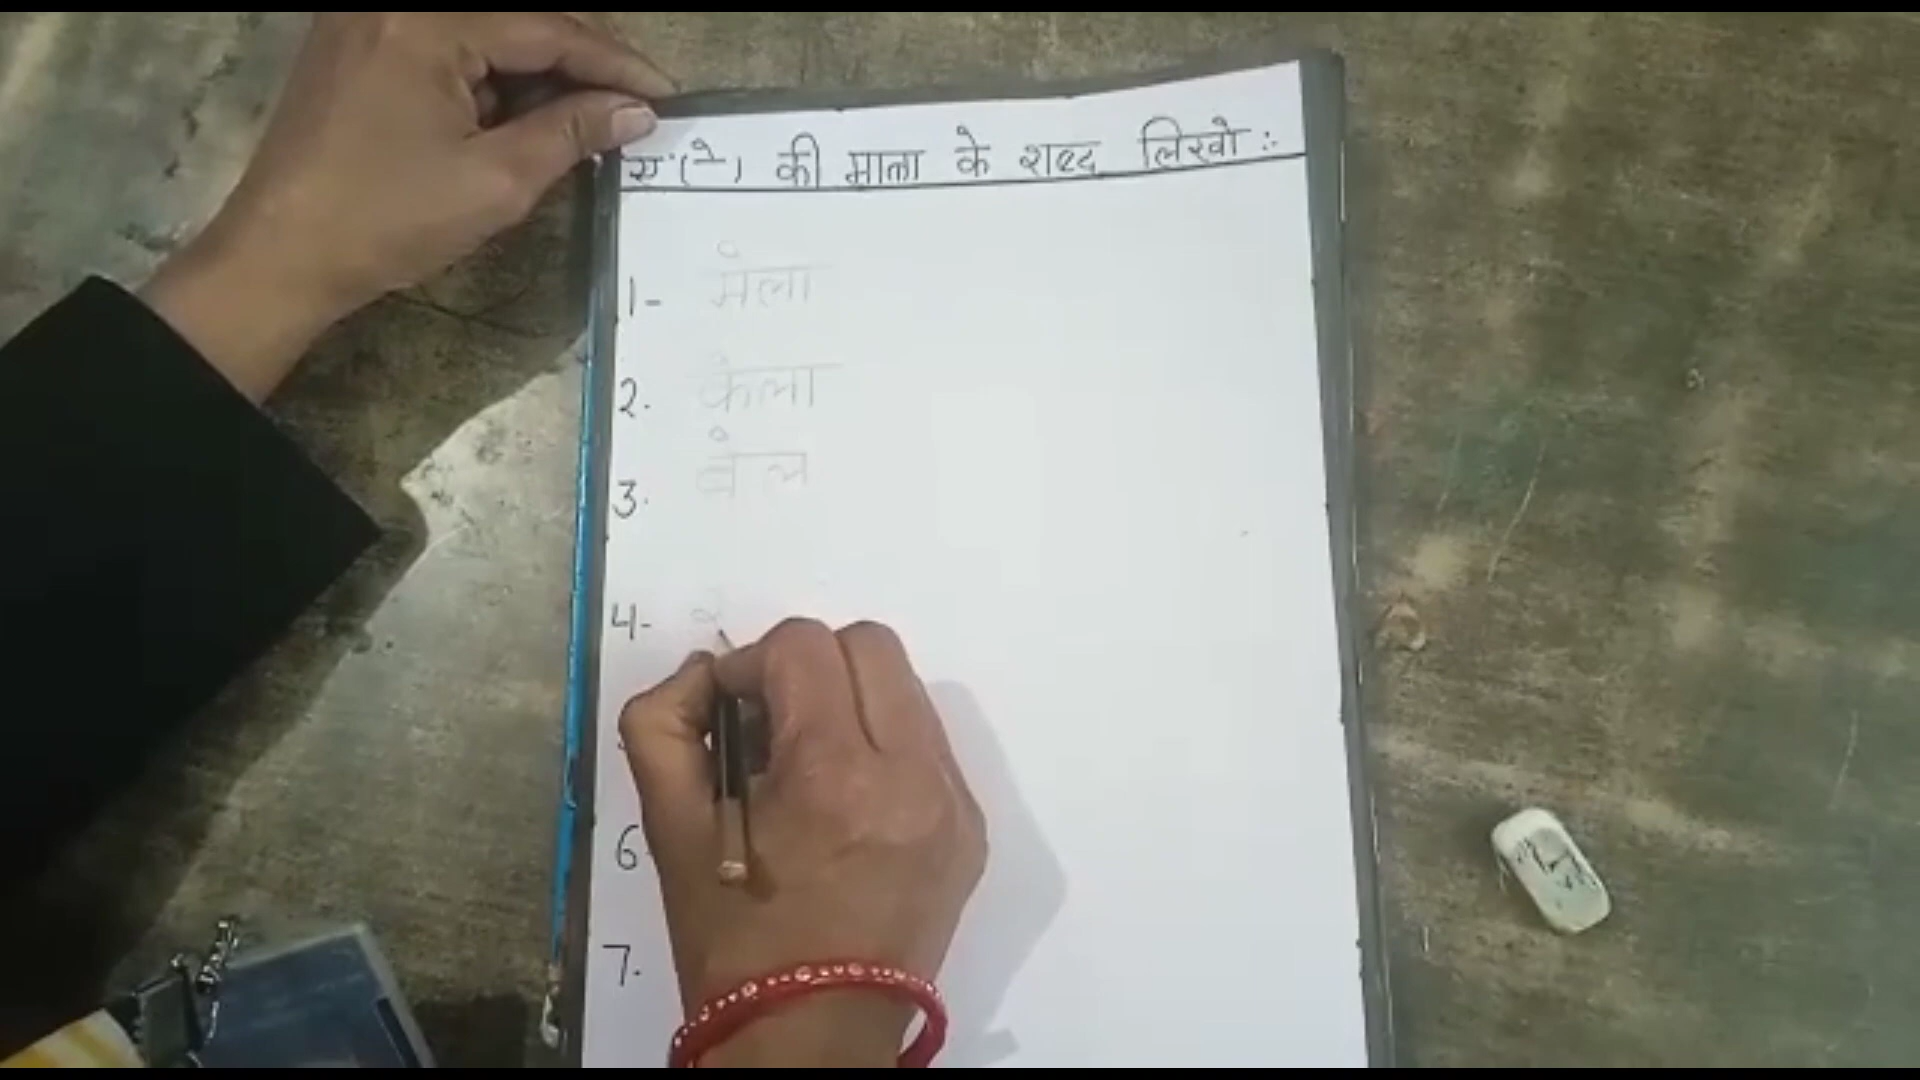 ए (े) की माला के शब्द लिखो :-
1- मेला
2. केला
3. बेल
4-
6-
7.